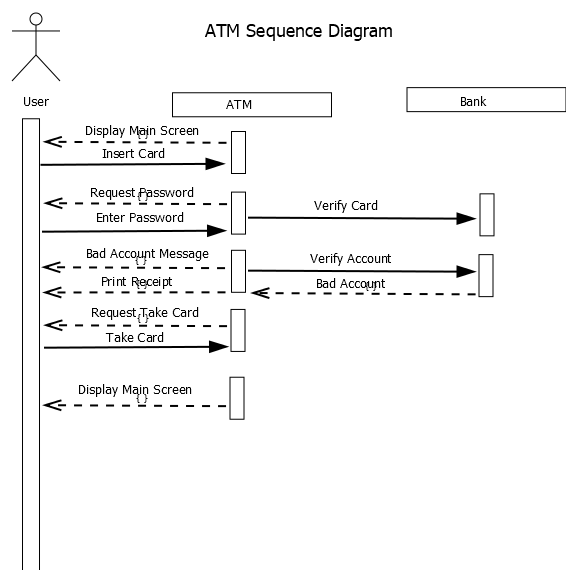 ATM Sequence Diagram
User
ATM
Bank
Display Main Screen
{ }
Insert Card
Request Password
{ }
Verify Card
Enter Password
Bad Account Message
{ }
Verify Account
Print Receipt
{ }
Bad Account
{ }
Request Take Card
{ }
Take Card
Display Main Screen
{ }